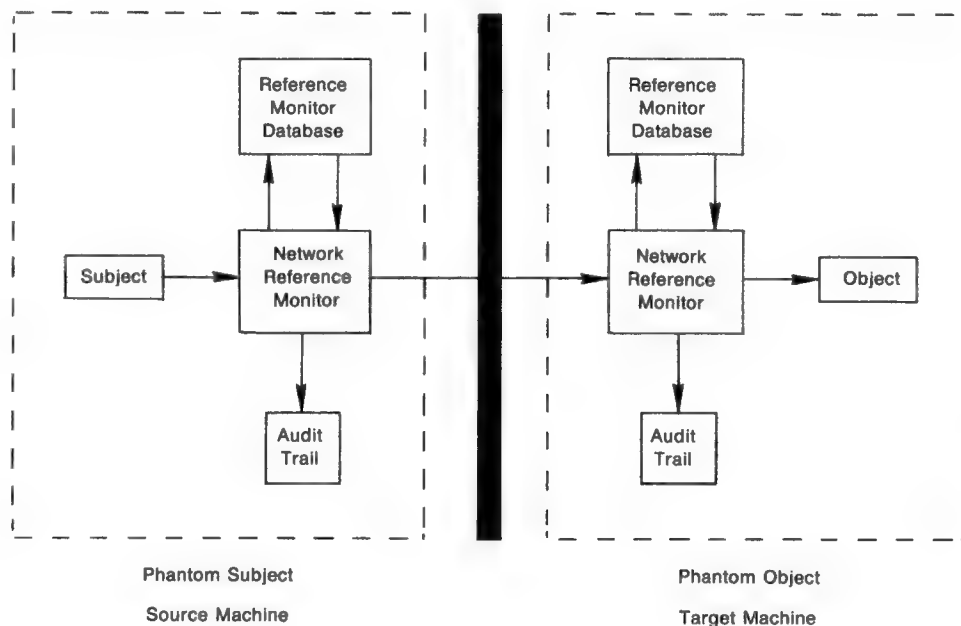 Reference
Monitor
Database
Subject
Network
Reference
Monitor
Audit
Trail
Phantom Subject
Source Machine
Reference
Monitor
Database
Network
Reference
Monitor
Object
Audit
Trail
Phantom Object
Target Machine